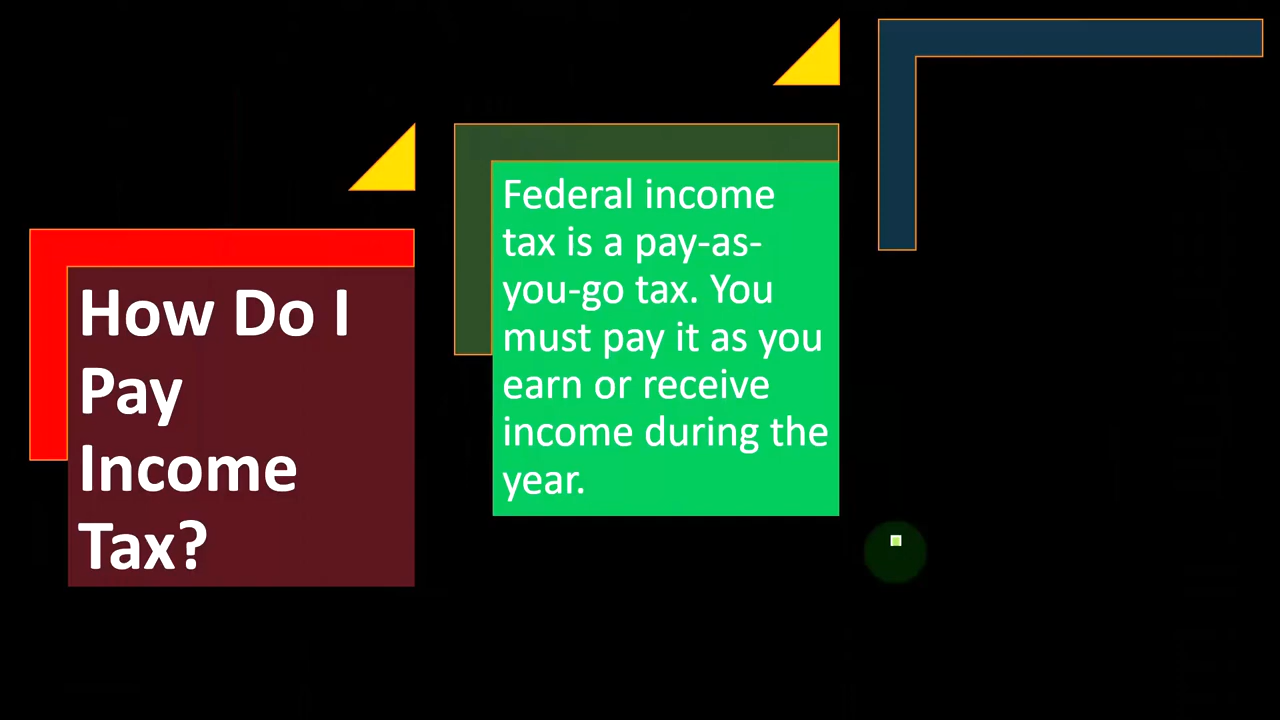 How Do I
Pay
Income
Tax?
Federal income
tax is a pay-as-
you-go tax. You
must pay it as you
earn or receive
income during the
year.